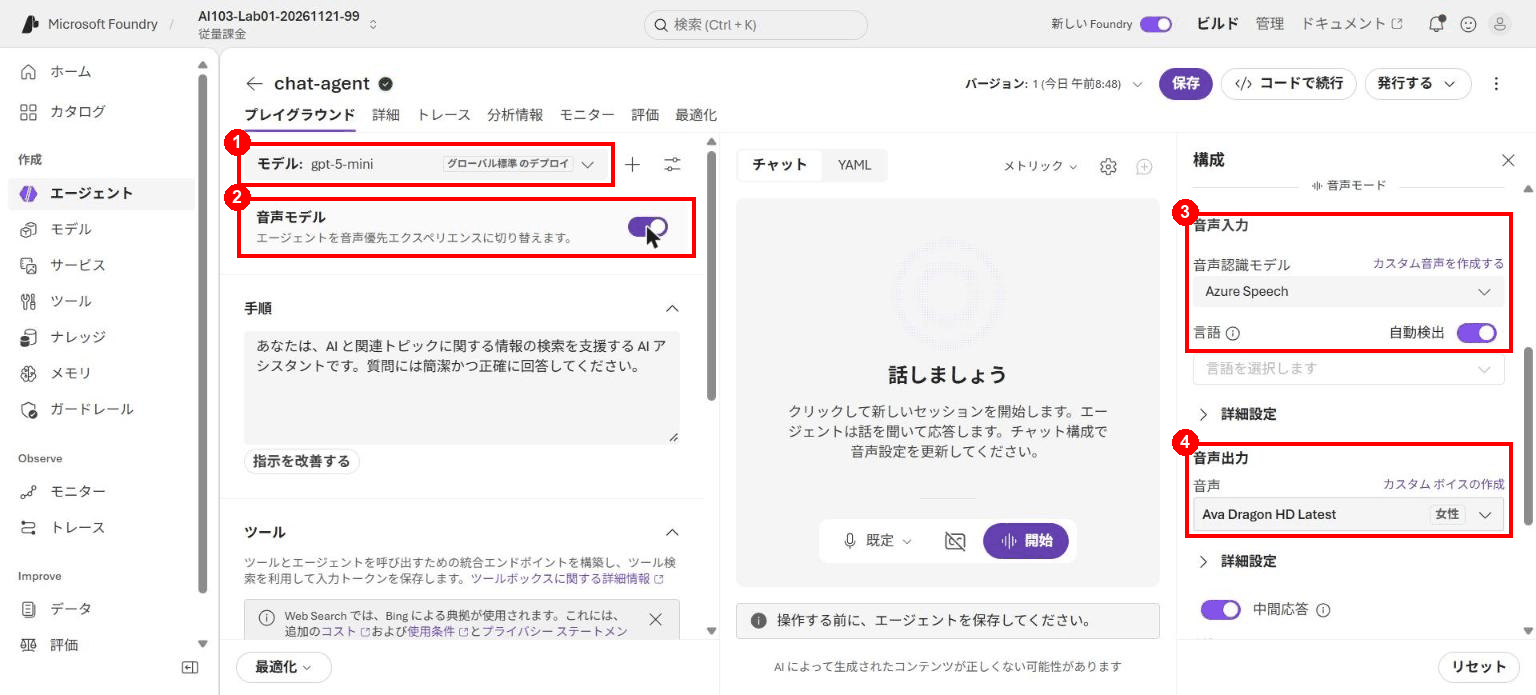 Microsoft Foundry / AI103-Lab01-20261121-99
従量課金
検索 (Ctrl + K)
新しい Foundry
ビルド
管理
ドキュメント
ホーム
カタログ
作成
エージェント
モデル
サービス
ツール
ナレッジ
メモリ
ガードレール
Observe
モニター
トレース
Improve
データ
評価
chat-agent
バージョン: 1 (今日 午前8:48)
保存
コードで続行
発行する
プレイグラウンド 詳細 トレース 分析情報 モニター 評価 最適化
1
モデル: gpt-5-mini グローバル標準 のデプロイ
2
音声モデル
エージェントを音声優先エクスペリエンスに切り替えます。
手順
あなたは、AI と関連トピックに関する情報の検索を支援する AI ア
シスタントです。質問には簡潔かつ正確に回答してください。
指示を改善する
ツール
ツールとエージェントを呼び出すための統合エンドポイントを構築し、ツール検
索を利用して入力トークンを保存します。ツールボックスに関する詳細情報
Web Search では、Bing による典拠が使用されます。これには、
追加のコスト および使用条件 とプライバシー ステートメン
最適化
チャット YAML
メトリック
話しましょう
クリックして新しいセッションを開始します。エー
ジェントは話を聞いて応答します。チャット構成で
音声設定を更新してください。
既定
開始
操作する前に、エージェントを保存してください。
AI によって生成されたコンテンツが正しくない可能性があります
構成
音声モード
3
音声入力
音声認識モデル カスタム音声を作成する
Azure Speech
言語 自動検出
言語を選択します
詳細設定
4
音声出力
音声 カスタム ボイスの作成
Ava Dragon HD Latest 女性
詳細設定
中間応答
リセット